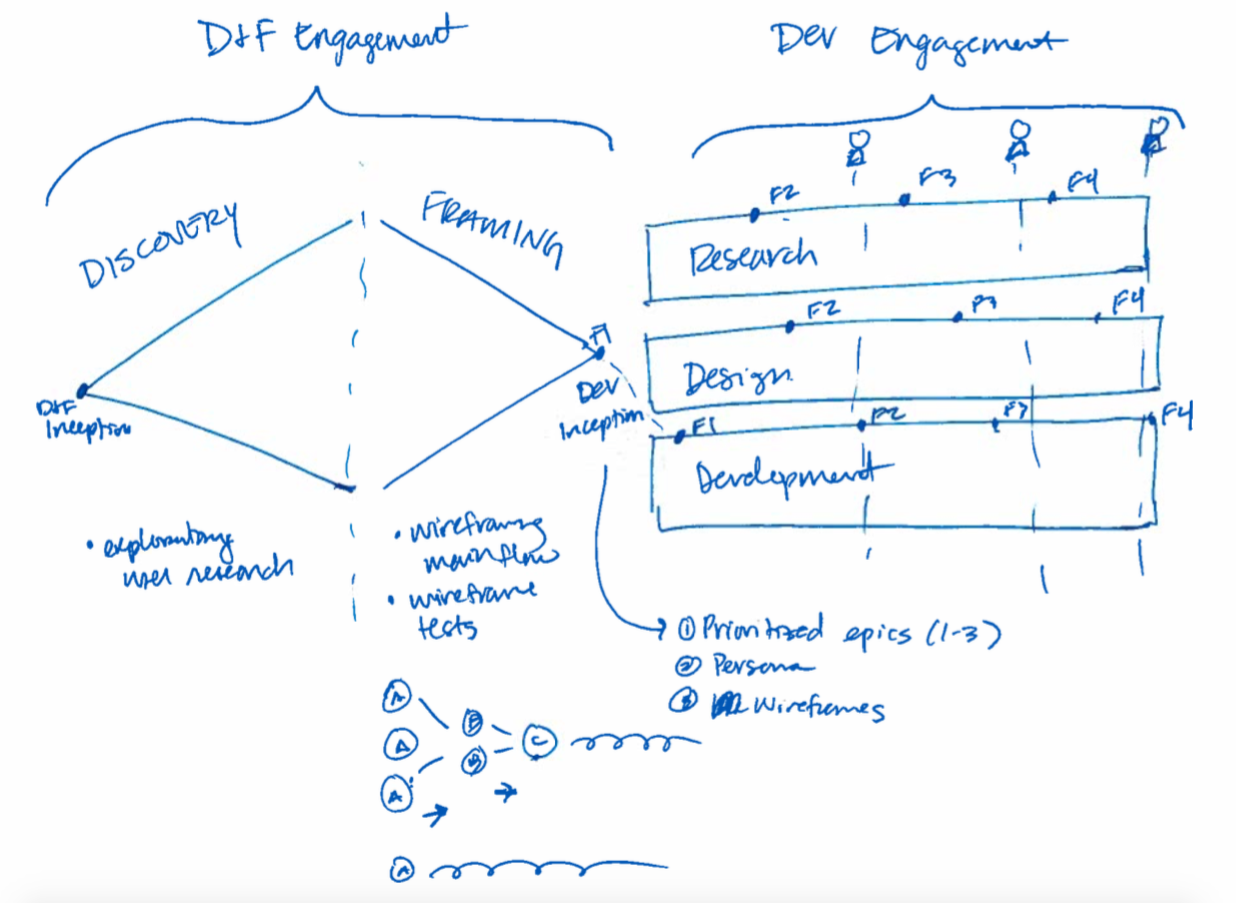 D+F Engagement
Dev Engagement
DISCOVERY
FRAMING
D+F
Inception
F1
Dev
Inception
• exploratory
user research
• wireframing
main flow
• wireframe
tests
F2
F3
F4
Research
F2
F3
F4
Design
F1
F2
F3
F4
Development
① Prioritized epics (1-3)
② Persona
③ Wireframes
A
B
A
B
C
A
A